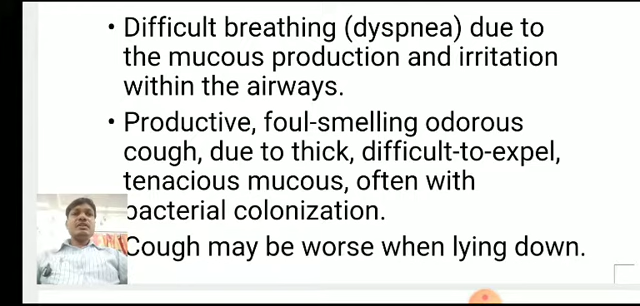 • Difficult breathing (dyspnea) due to
the mucous production and irritation
within the airways.
• Productive, foul-smelling odorous
cough, due to thick, difficult-to-expel,
tenacious mucous, often with
bacterial colonization.
Cough may be worse when lying down.